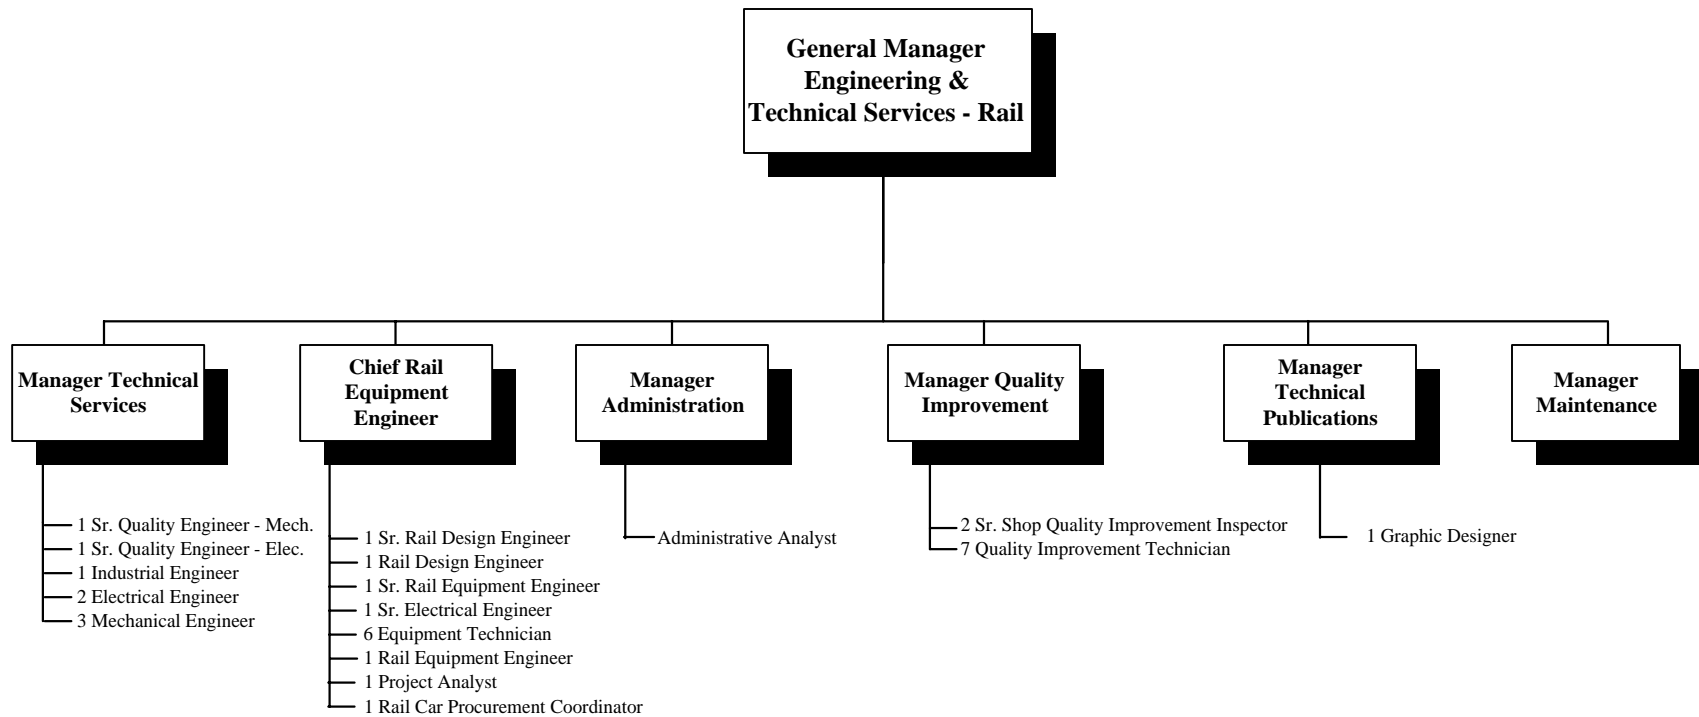 General Manager
Engineering &
Technical Services - Rail
Manager Technical
Services
1 Sr. Quality Engineer - Mech.
1 Sr. Quality Engineer - Elec.
1 Industrial Engineer
2 Electrical Engineer
3 Mechanical Engineer
Chief Rail
Equipment
Engineer
1 Sr. Rail Design Engineer
1 Rail Design Engineer
1 Sr. Rail Equipment Engineer
1 Sr. Electrical Engineer
6 Equipment Technician
1 Rail Equipment Engineer
1 Project Analyst
1 Rail Car Procurement Coordinator
Manager
Administration
Administrative Analyst
Manager Quality
Improvement
2 Sr. Shop Quality Improvement Inspector
7 Quality Improvement Technician
Manager
Technical
Publications
1 Graphic Designer
Manager
Maintenance